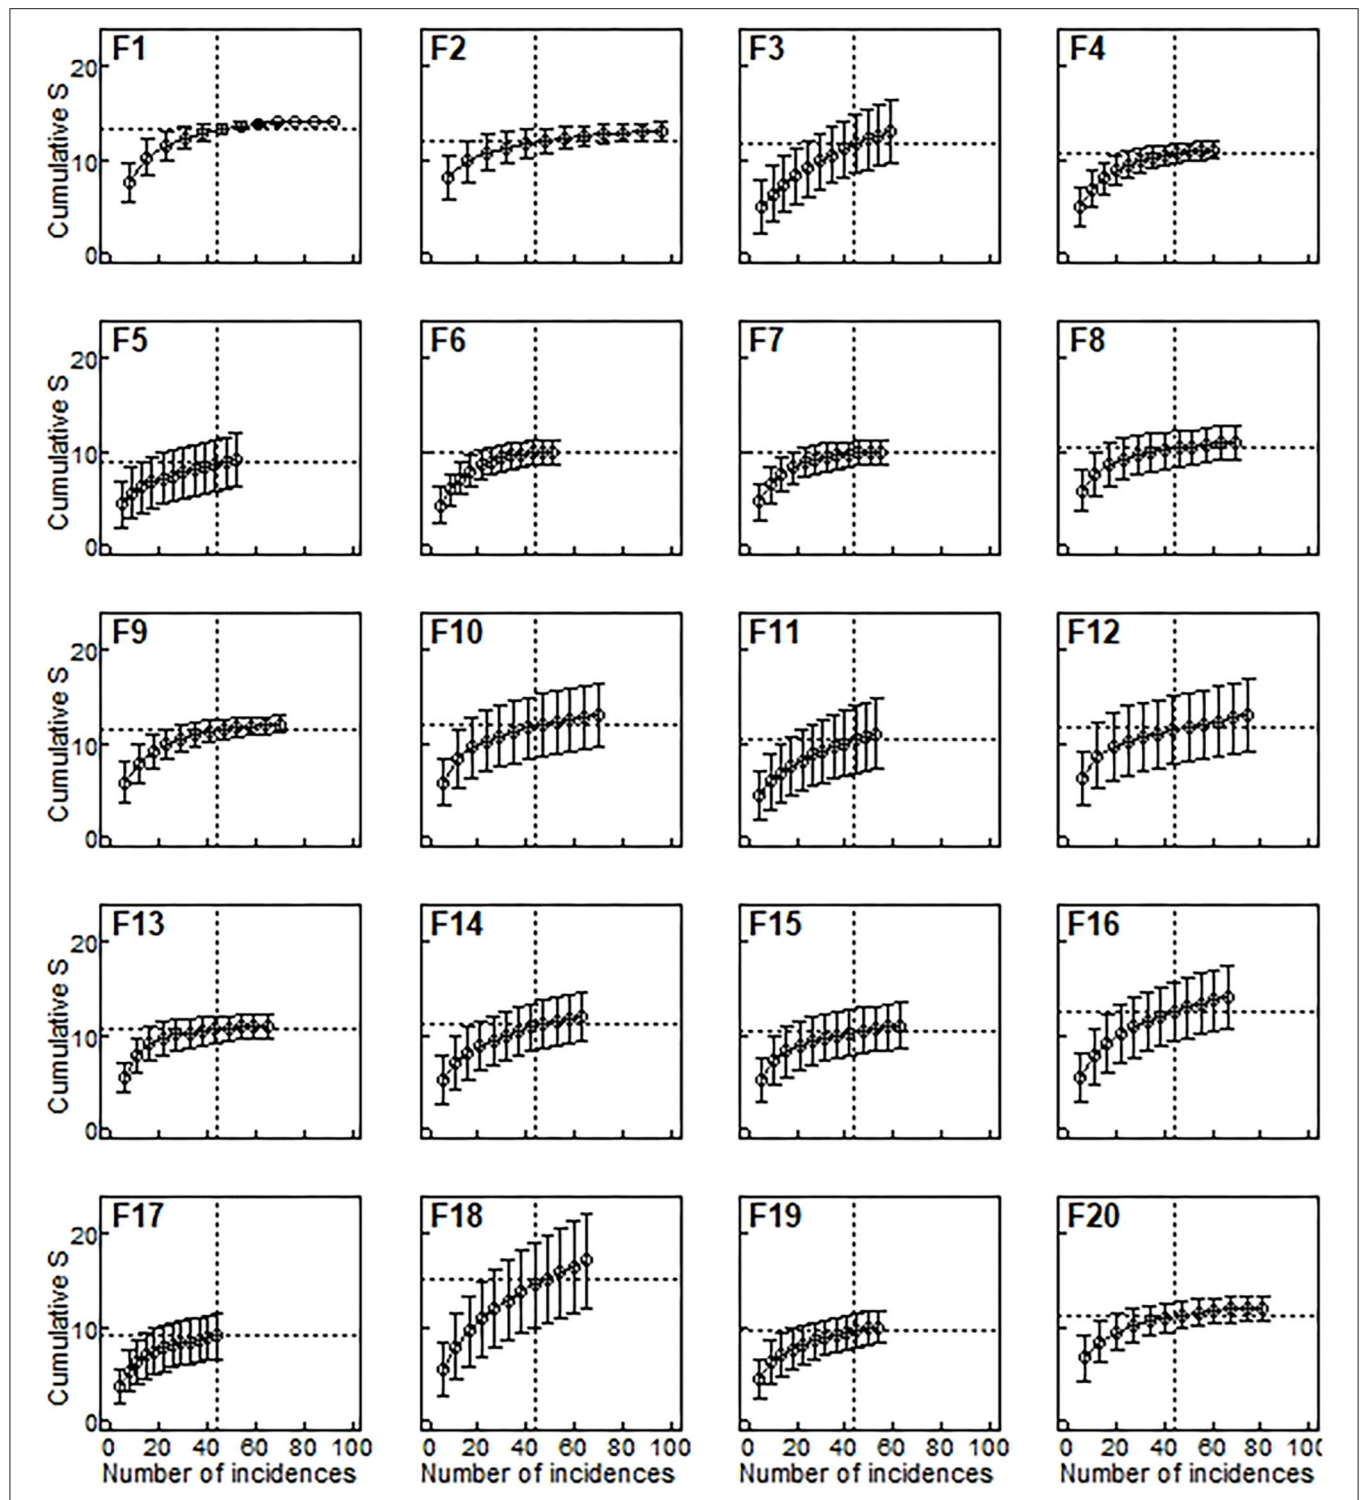 F1 F2 F3 F4
Cumulative S
20
10
0
F5 F6 F7 F8
Cumulative S
20
10
0
F9 F10 F11 F12
Cumulative S
20
10
0
F13 F14 F15 F16
Cumulative S
20
10
0
F17 F18 F19 F20
Cumulative S
20
10
0
0 20 40 60 80 100 0 20 40 60 80 100 0 20 40 60 80 100 0 20 40 60 80 100
Number of incidences Number of incidences Number of incidences Number of incidences